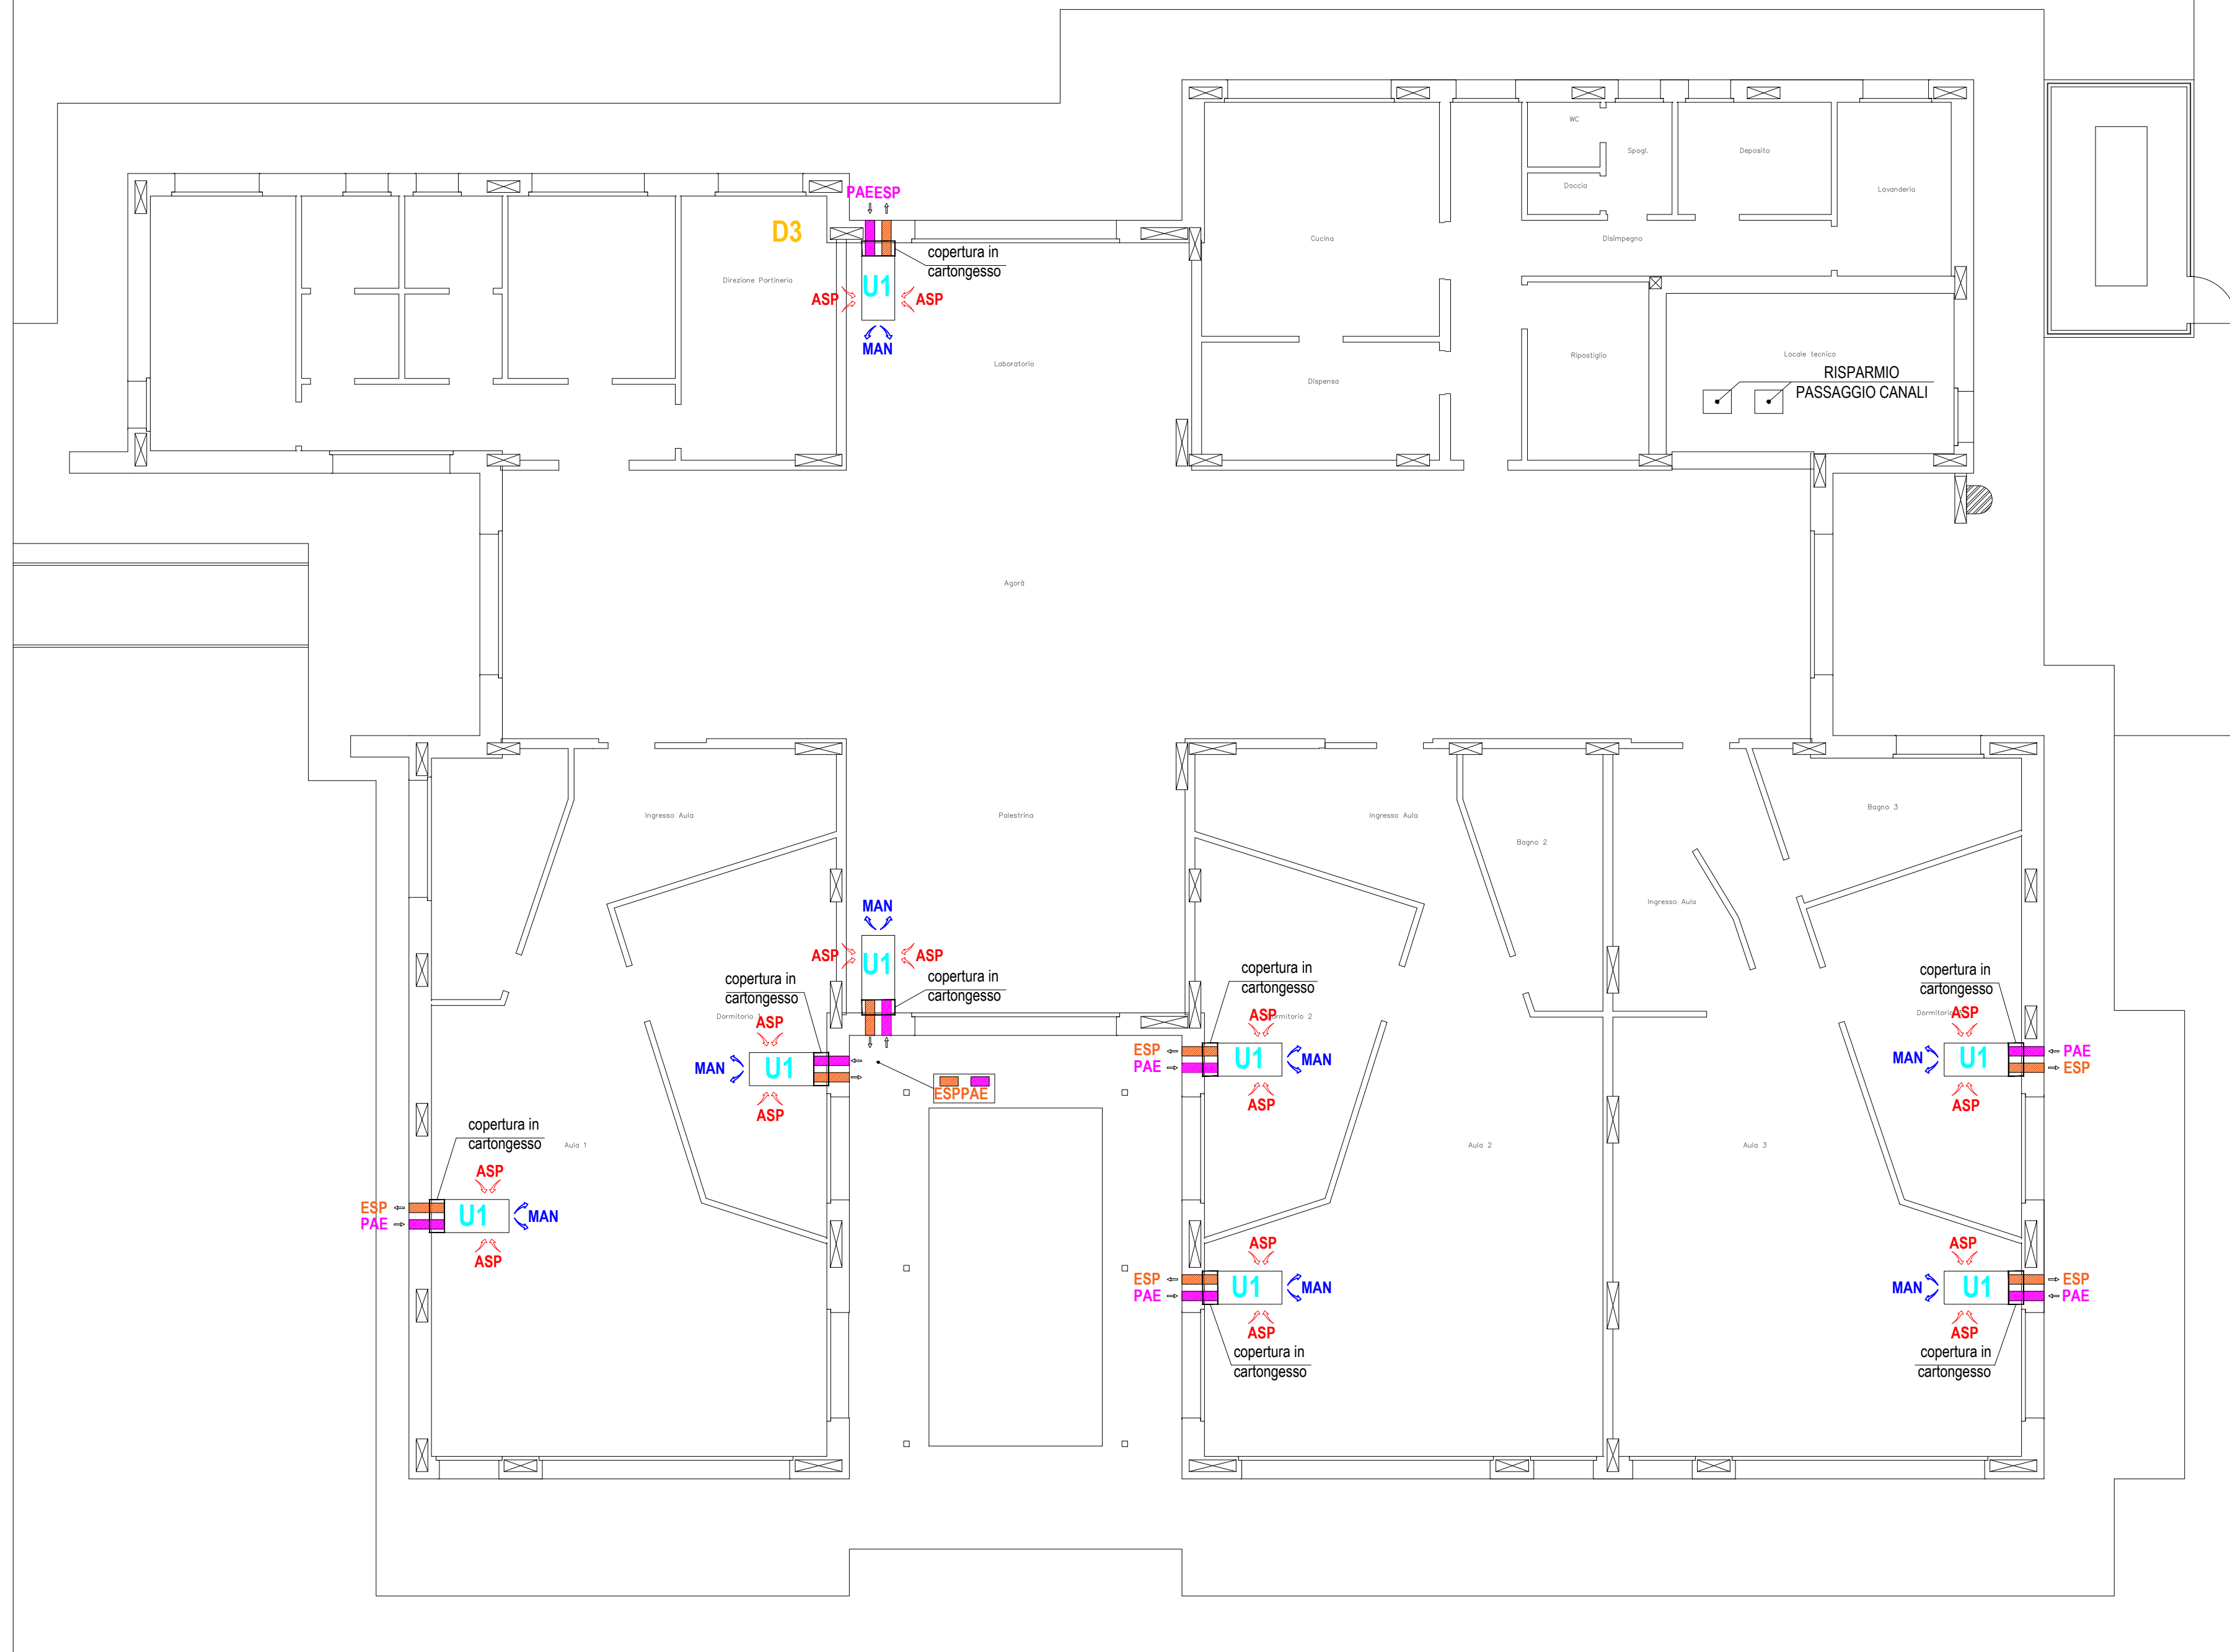 WC
Spogl.
Deposito
Doccia
Lavanderia
PAEESP
D3
Cucina
Disimpegno
copertura in
cartongesso
Direzione Portineria
U1
ASP
ASP
MAN
Laboratorio
Dispensa
Ripostiglio
Locale tecnico
RISPARMIO
PASSAGGIO CANALI
Agorà
Ingresso Aula
Palestrina
Ingresso Aula
Bagno 2
Bagno 3
Ingresso Aula
MAN
ASP
ASP
U1
copertura in
cartongesso
copertura in
cartongesso
Dormitorio 1
ASP
MAN
U1
ASP
ESPPAE
copertura in
cartongesso
ASP
ESP
PAE
U1
MAN
ASP
copertura in
cartongesso
ASP
MAN
U1
PAE
ESP
ASP
copertura in
cartongesso
Aula 1
ASP
ESP
PAE
U1
MAN
ASP
Aula 2
Aula 3
ASP
ESP
PAE
U1
MAN
ASP
copertura in
cartongesso
ASP
MAN
U1
ESP
PAE
ASP
copertura in
cartongesso